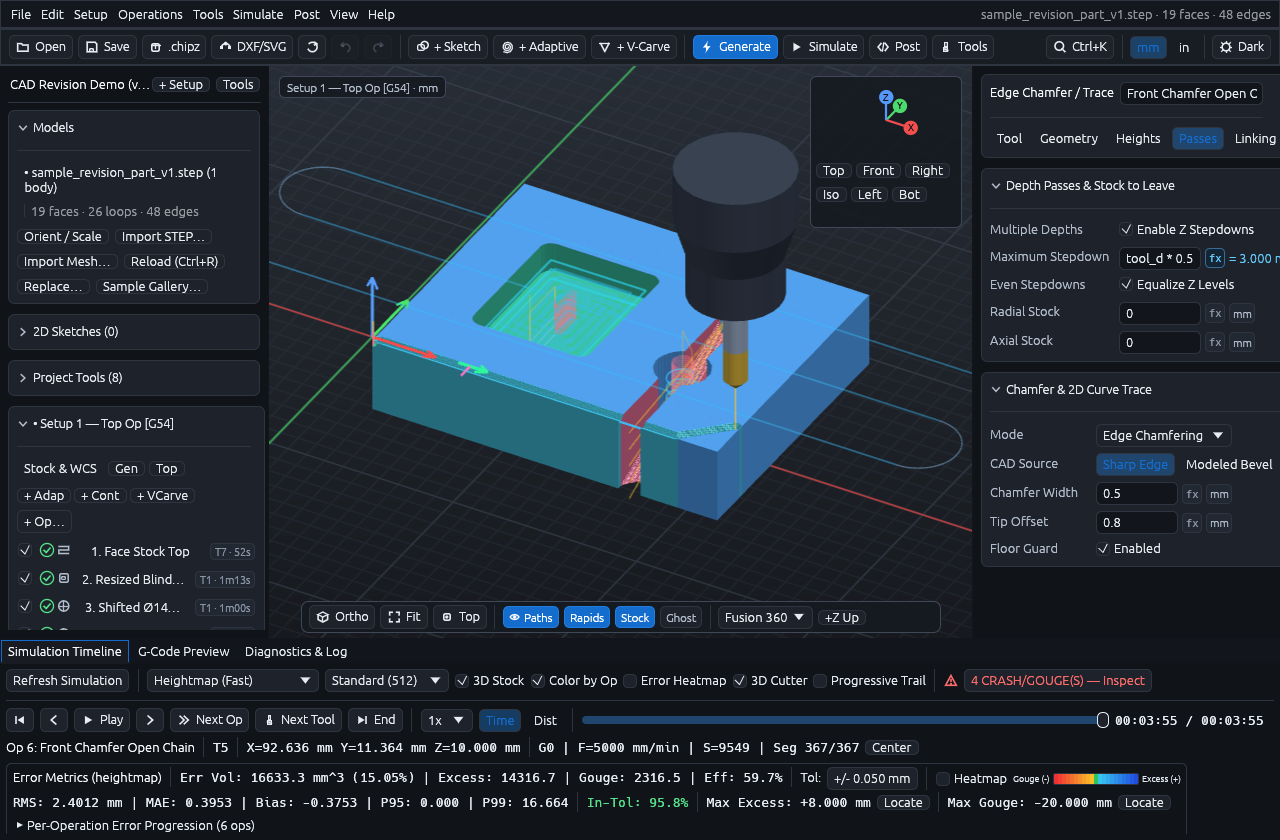 File Edit Setup Operations Tools Simulate Post View Help
sample_revision_part_v1.step · 19 faces · 48 edges
Open Save .chipz DXF/SVG + Sketch + Adaptive + V-Carve Generate Simulate Post Tools Ctrl+K mm in Dark
CAD Revision Demo (v… + Setup Tools
Models
• sample_revision_part_v1.step (1
body)
19 faces · 26 loops · 48 edges
Orient / Scale Import STEP…
Import Mesh… Reload (Ctrl+R)
Replace… Sample Gallery…
2D Sketches (0)
Project Tools (8)
• Setup 1 — Top Op [G54]
Stock & WCS Gen Top
+ Adap + Cont + VCarve
+ Op…
1. Face Stock Top T7 · 52s
2. Resized Blind… T1 · 1m13s
3. Shifted Ø14… T1 · 1m00s
Setup 1 — Top Op [G54] · mm
Z
Y
X
Top Front Right
Iso Left Bot
Ortho Fit Top Paths Rapids Stock Ghost Fusion 360 +Z Up
Edge Chamfer / Trace Front Chamfer Open C
Tool Geometry Heights Passes Linking
Depth Passes & Stock to Leave
Multiple Depths Enable Z Stepdowns
Maximum Stepdown tool_d * 0.5 fx = 3.000 m
Even Stepdowns Equalize Z Levels
Radial Stock 0 fx mm
Axial Stock 0 fx mm
Chamfer & 2D Curve Trace
Mode Edge Chamfering
CAD Source Sharp Edge Modeled Bevel
Chamfer Width 0.5 fx mm
Tip Offset 0.8 fx mm
Floor Guard Enabled
Simulation Timeline G-Code Preview Diagnostics & Log
Refresh Simulation Heightmap (Fast) Standard (512) 3D Stock Color by Op Error Heatmap 3D Cutter Progressive Trail 4 CRASH/GOUGE(S) — Inspect
Play Next Op Next Tool End 1x Time Dist 00:03:55 / 00:03:55
Op 6: Front Chamfer Open Chain T5 X=92.636 mm Y=11.364 mm Z=10.000 mm G0 | F=5000 mm/min | S=9549 | Seg 367/367 Center
Error Metrics (heightmap) Err Vol: 16633.3 mm^3 (15.05%) | Excess: 14316.7 | Gouge: 2316.5 | Eff: 59.7% Tol: +/- 0.050 mm Heatmap Gouge (-) Excess (+)
RMS: 2.4012 mm | MAE: 0.3953 | Bias: -0.3753 | P95: 0.000 | P99: 16.664 In-Tol: 95.8% Max Excess: +8.000 mm Locate Max Gouge: -20.000 mm Locate
Per-Operation Error Progression (6 ops)